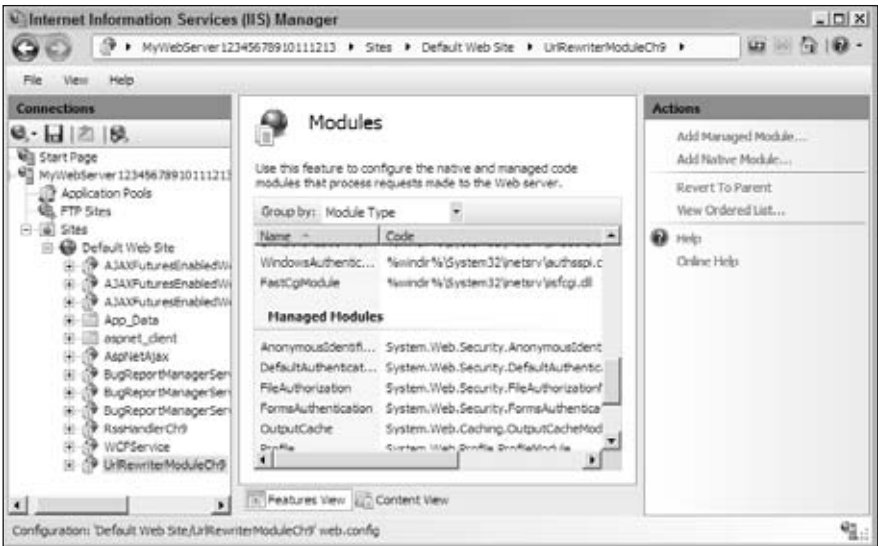 Internet Information Services (IIS) Manager
MyWebServer12345678910111213 Sites Default Web Site UrlRewriterModuleCh9
File View Help
Connections
Start Page
MyWebServer1234567891011121
Application Pools
FTP Sites
Sites
Default Web Site
AJAXFuturesEnabledW
AJAXFuturesEnabledW
AJAXFuturesEnabledW
App_Data
aspnet_client
AspNetAjax
BugReportManagerSer
BugReportManagerSer
BugReportManagerSer
RssHandlerCh9
WCFService
UrlRewriterModuleCh9
Modules
Use this feature to configure the native and managed code
modules that process requests made to the Web server.
Group by: Module Type
Name Code
WindowsAuthentic... %windir%\System32\inetsrv\authsspi.c
FastCgiModule %windir%\System32\inetsrv\iisfcgi.dll
Managed Modules
AnonymousIdentifi... System.Web.Security.AnonymousIdent
DefaultAuthenticat... System.Web.Security.DefaultAuthentic
FileAuthorization System.Web.Security.FileAuthorization
FormsAuthentication System.Web.Security.FormsAuthentica
OutputCache System.Web.Caching.OutputCacheMod
Profile System.Web.Profile.ProfileModule
Features View Content View
Actions
Add Managed Module...
Add Native Module...
Revert To Parent
View Ordered List...
Help
Online Help
Configuration: 'Default Web Site/UrlRewriterModuleCh9' web.config